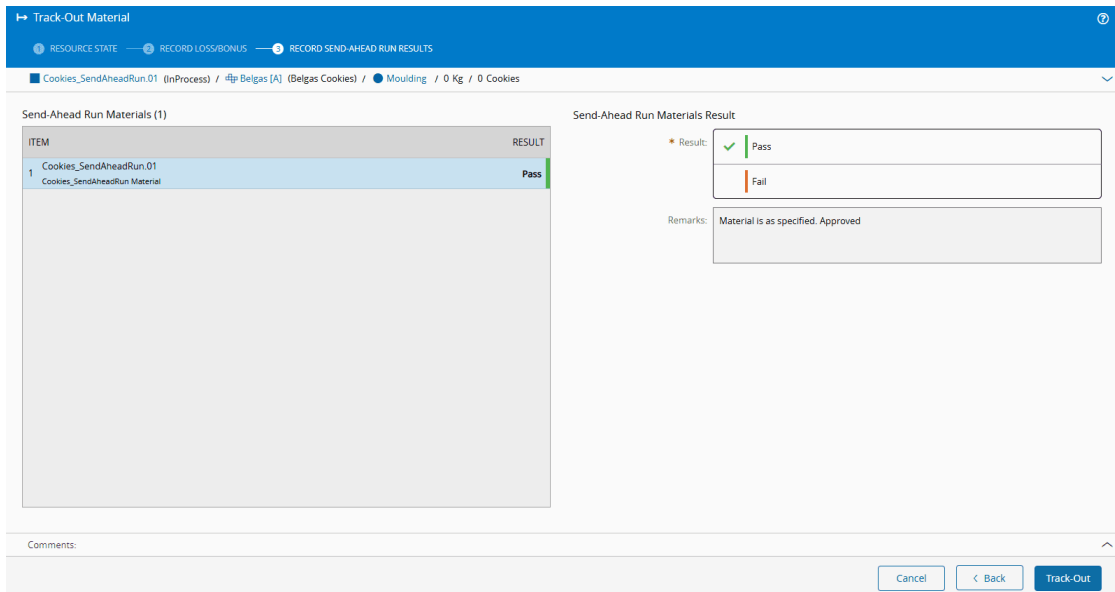 Track-Out Material
1 RESOURCE STATE 2 RECORD LOSS/BONUS 3 RECORD SEND-AHEAD RUN RESULTS
Cookies_SendAheadRun.01 (InProcess) / Belgas [A] (Belgas Cookies) / Moulding / 0 Kg / 0 Cookies
Send-Ahead Run Materials (1)
ITEM RESULT
1 Cookies_SendAheadRun.01 Pass
Cookies_SendAheadRun Material
Send-Ahead Run Materials Result
* Result: Pass
Fail
Remarks: Material is as specified. Approved
Comments:
Cancel < Back Track-Out